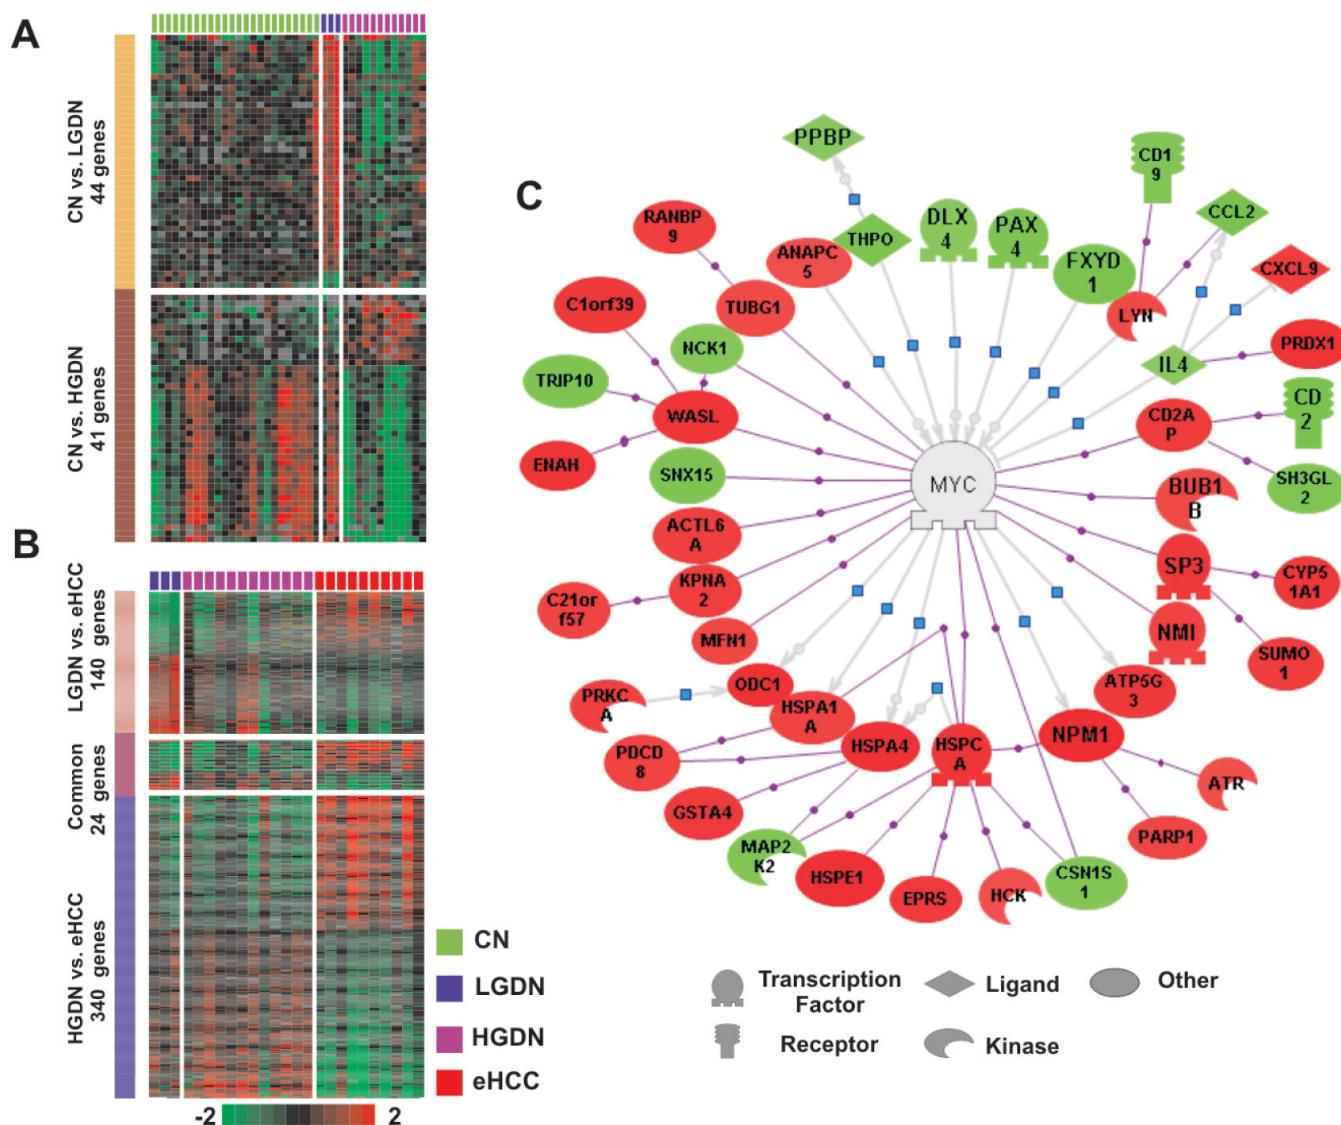 A
CN vs. LGDN
44 genes
CN vs. HGDN
41 genes
B
LGDN vs. eHCC
140 genes
Common
24 genes
HGDN vs. eHCC
340 genes
-2
2
CN
LGDN
HGDN
eHCC
C
PPBP
THPO
DLX
4
PAX
4
FXYD
1
CD1
9
CCL2
CXCL9
LYN
IL4
PRDX1
RANBP
9
ANAPC
5
TUBG1
C1orf39
NCK1
TRIP10
WASL
ENAH
SNX15
ACTL6
A
KPNA
2
C21or
f57
MFN1
MYC
CD
2
CD2A
P
SH3GL
2
BUB1
B
SP3
CYP5
1A1
NMI
SUMO
1
ATP5G
3
ODC1
PRKC
A
HSPA1
A
PDCD
8
HSPA4
HSPC
A
NPM1
ATR
GSTA4
MAP2
K2
HSPE1
EPRS
HCK
CSN1S
1
PARP1
Transcription
Factor
Ligand
Other
Receptor
Kinase